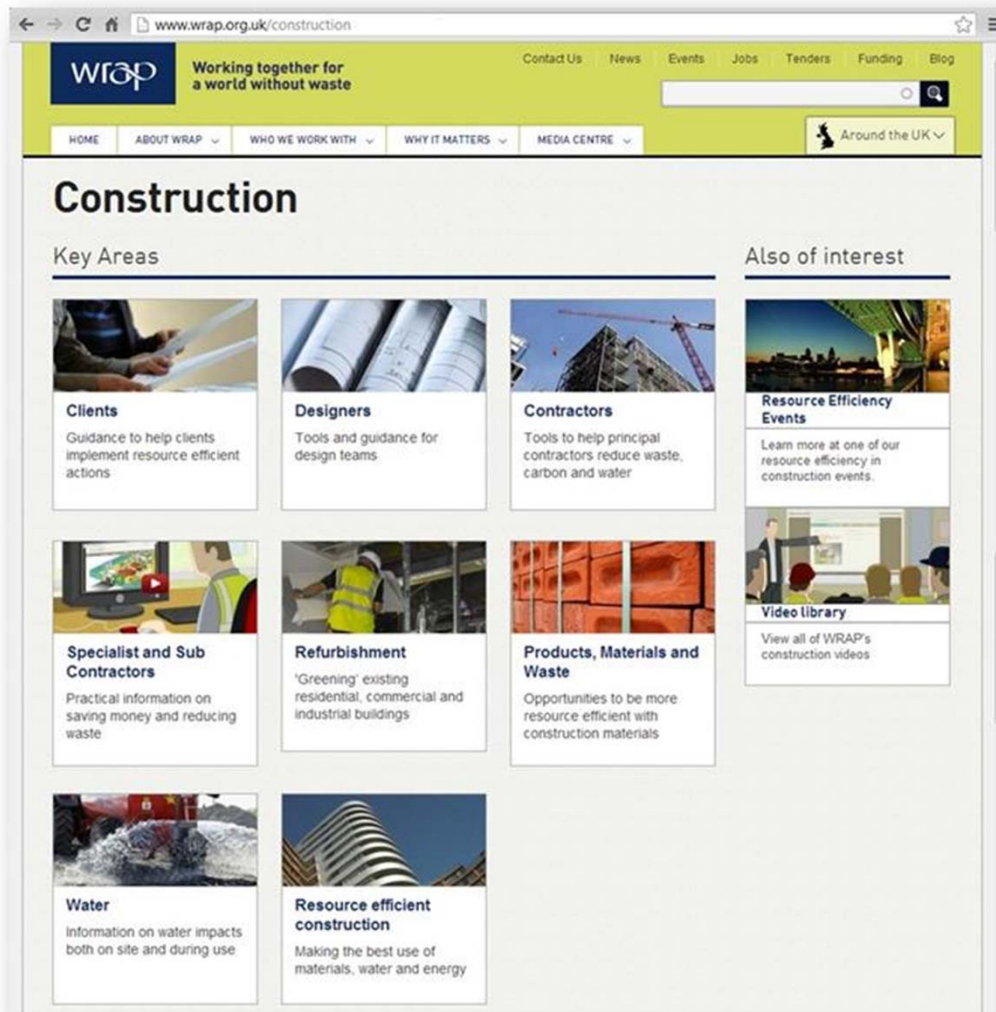 www.wrap.org.uk/construction
wrap
Working together for
a world without waste
Contact Us News Events Jobs Tenders Funding Blog
HOME ABOUT WRAP WHO WE WORK WITH WHY IT MATTERS MEDIA CENTRE
Around the UK
Construction
Key Areas
Clients
Guidance to help clients
implement resource efficient
actions
Designers
Tools and guidance for
design teams
Contractors
Tools to help principal
contractors reduce waste,
carbon and water
Specialist and Sub
Contractors
Practical information on
saving money and reducing
waste
Refurbishment
'Greening' existing
residential, commercial and
industrial buildings
Products, Materials and
Waste
Opportunities to be more
resource efficient with
construction materials
Water
Information on water impacts
both on site and during use
Resource efficient
construction
Making the best use of
materials, water and energy
Also of interest
Resource Efficiency
Events
Learn more at one of our
resource efficiency in
construction events.
Video library
View all of WRAP's
construction videos